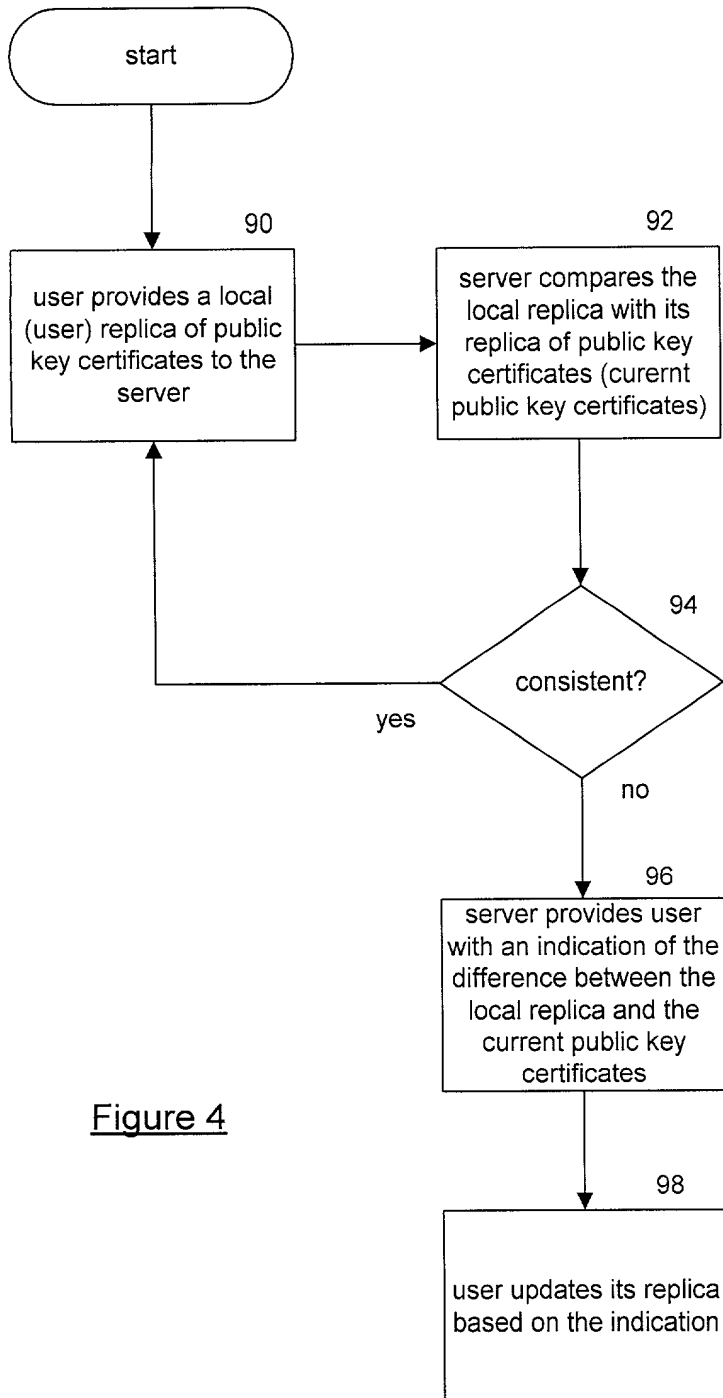 start
90
user provides a local
(user) replica of public
key certificates to the
server
92
server compares the
local replica with its
replica of public key
certificates (curernt
public key certificates)
94
consistent?
yes
no
96
server provides user
with an indication of the
difference between the
local replica and the
current public key
certificates
Figure 4
98
user updates its replica
based on the indication